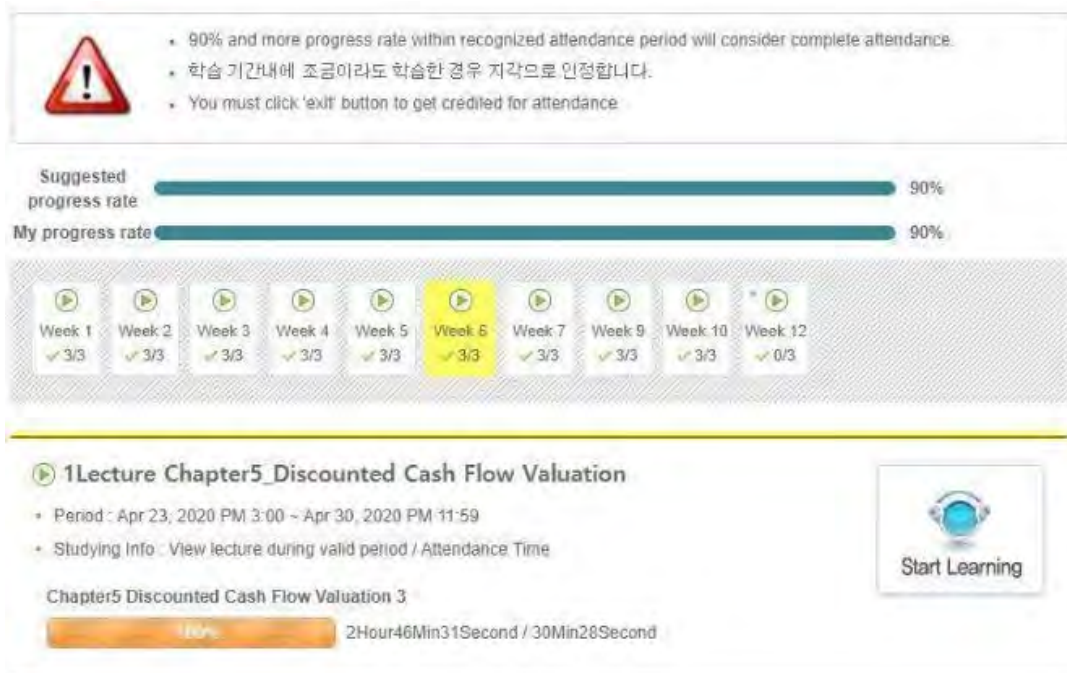 90% and more progress rate within recognized attendance period will consider complete attendance.
학습 기간내에 조금이라도 학습한 경우 지각으로 인정합니다.
You must click 'exit' button to get credited for attendance
Suggested
progress rate
90%
My progress rate
90%
Week 1 Week 2 Week 3 Week 4 Week 5 Week 6 Week 7 Week 9 Week 10 Week 12
3/3 3/3 3/3 3/3 3/3 3/3 3/3 3/3 3/3 0/3
1Lecture Chapter5_Discounted Cash Flow Valuation
Period : Apr 23, 2020 PM 3:00 ~ Apr 30, 2020 PM 11:59
Studying Info : View lecture during valid period / Attendance Time
Start Learning
Chapter5 Discounted Cash Flow Valuation 3
100% 2Hour46Min31Second / 30Min28Second